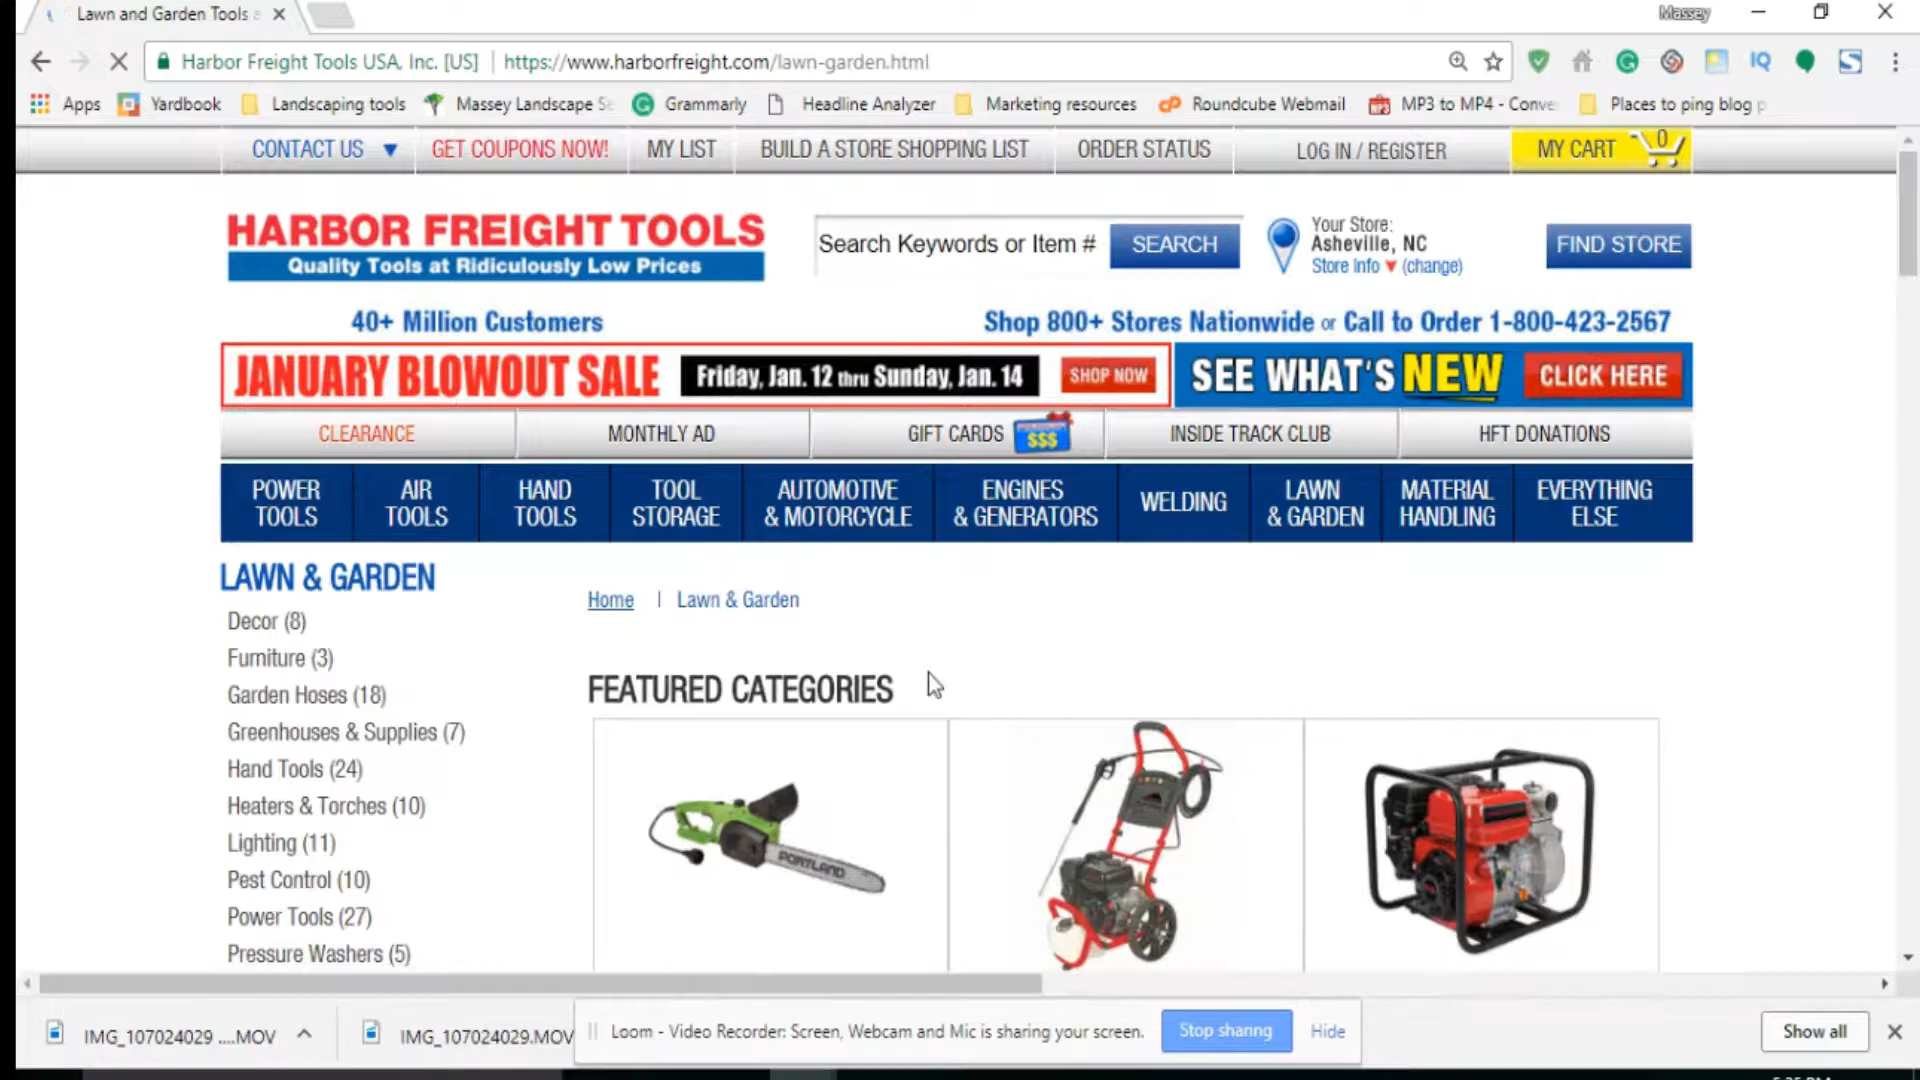 Lawn and Garden Tools a
Massey
Harbor Freight Tools USA, Inc. [US] | https://www.harborfreight.com/lawn-garden.html
IQ
Apps Yardbook Landscaping tools Massey Landscape Se Grammarly Headline Analyzer Marketing resources Roundcube Webmail MP3 to MP4 - Conve Places to ping blog p
CONTACT US GET COUPONS NOW! MY LIST BUILD A STORE SHOPPING LIST ORDER STATUS LOG IN / REGISTER MY CART 0
HARBOR FREIGHT TOOLS
Quality Tools at Ridiculously Low Prices
Search Keywords or Item # SEARCH
Your Store:
Asheville, NC
Store Info (change)
FIND STORE
40+ Million Customers
Shop 800+ Stores Nationwide or Call to Order 1-800-423-2567
JANUARY BLOWOUT SALE Friday, Jan. 12 thru Sunday, Jan. 14 SHOP NOW
SEE WHAT'S NEW CLICK HERE
CLEARANCE MONTHLY AD GIFT CARDS $$$ INSIDE TRACK CLUB HFT DONATIONS
POWER TOOLS
AIR TOOLS
HAND TOOLS
TOOL STORAGE
AUTOMOTIVE & MOTORCYCLE
ENGINES & GENERATORS
WELDING
LAWN & GARDEN
MATERIAL HANDLING
EVERYTHING ELSE
LAWN & GARDEN
Decor (8)
Furniture (3)
Garden Hoses (18)
Greenhouses & Supplies (7)
Hand Tools (24)
Heaters & Torches (10)
Lighting (11)
Pest Control (10)
Power Tools (27)
Pressure Washers (5)
Home | Lawn & Garden
FEATURED CATEGORIES
PORTLAND
IMG_107024029 ....MOV
IMG_107024029.MOV
Loom - Video Recorder: Screen, Webcam and Mic is sharing your screen. Stop sharing Hide
Show all